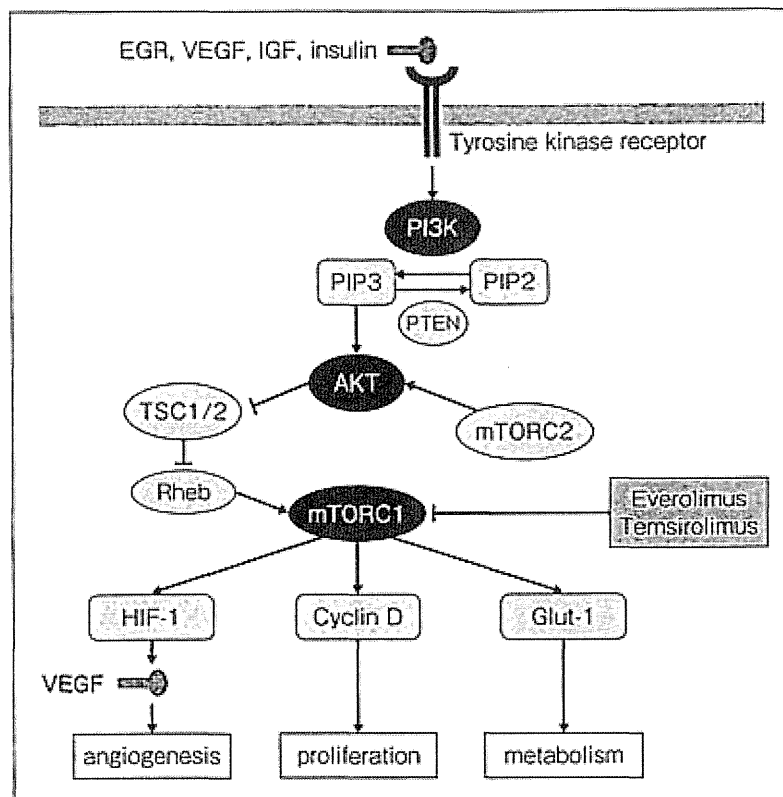 EGR, VEGF, IGF, insulin
Tyrosine kinase receptor
PI3K
PIP3
PIP2
PTEN
AKT
TSC1/2
mTORC2
Rheb
mTORC1
Everolimus
Temsirolimus
HIF-1
Cyclin D
Glut-1
VEGF
angiogenesis
proliferation
metabolism